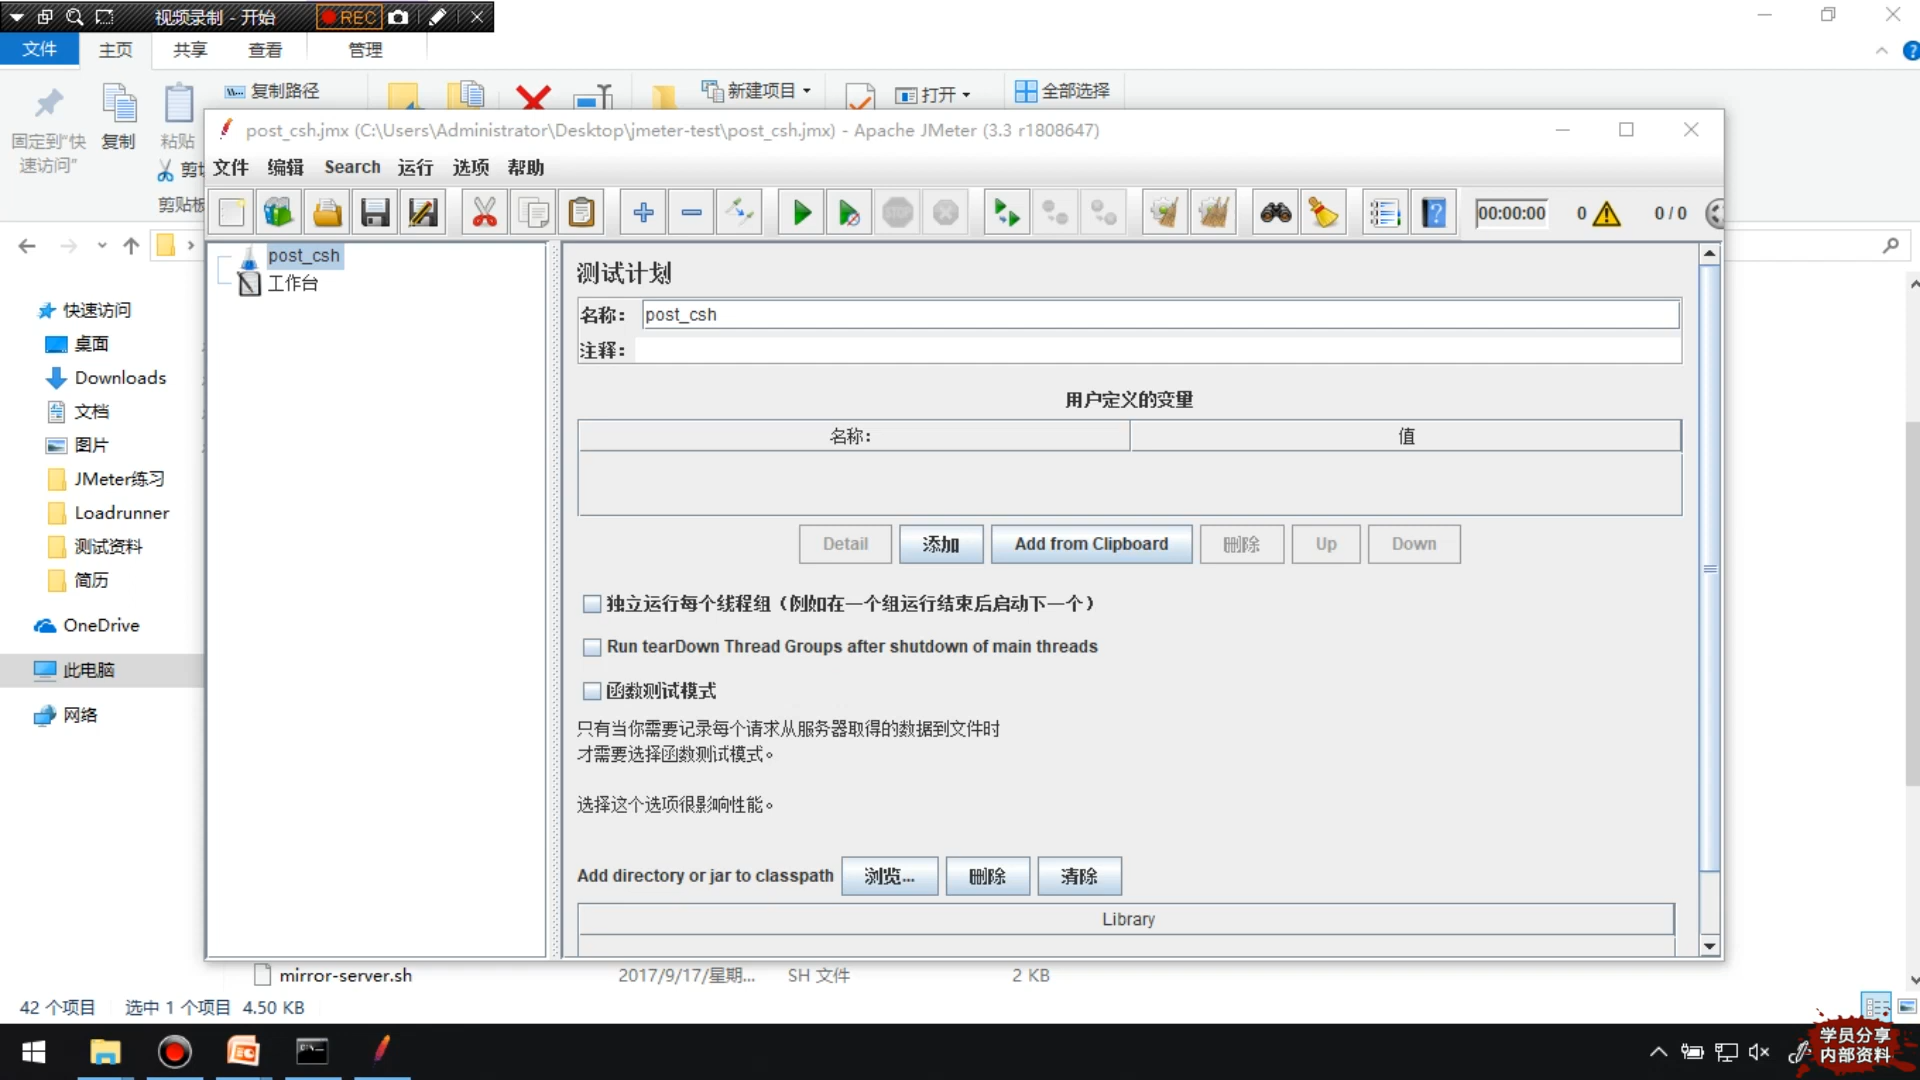 视频录制 - 开始
REC
文件 主页 共享 查看 管理
复制路径
新建项目
打开
全部选择
固定到"快速访问"
复制
粘贴
剪切
剪贴板
post_csh.jmx (C:\Users\Administrator\Desktop\jmeter-test\post_csh.jmx) - Apache JMeter (3.3 r1808647)
文件 编辑 Search 运行 选项 帮助
STOP
00:00:00 0 0 / 0
post_csh
工作台
测试计划
名称： post_csh
注释：
用户定义的变量
名称: 值
Detail 添加 Add from Clipboard 删除 Up Down
独立运行每个线程组（例如在一个组运行结束后启动下一个）
Run tearDown Thread Groups after shutdown of main threads
函数测试模式
只有当你需要记录每个请求从服务器取得的数据到文件时
才需要选择函数测试模式。
选择这个选项很影响性能。
Add directory or jar to classpath 浏览... 删除 清除
Library
快速访问
桌面
Downloads
文档
图片
JMeter练习
Loadrunner
测试资料
简历
OneDrive
此电脑
网络
mirror-server.sh 2017/9/17/星期... SH 文件 2 KB
42 个项目 选中 1 个项目 4.50 KB
学员分享
内部资料